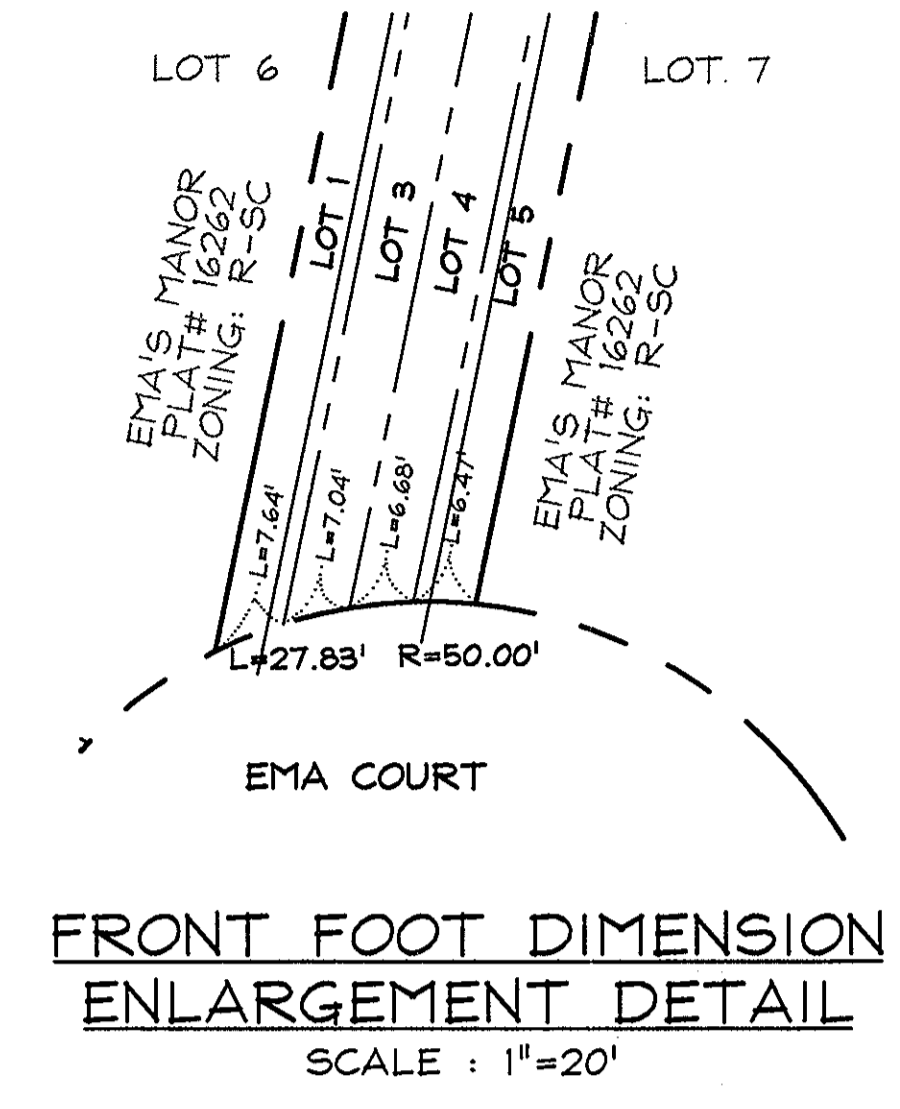 LOT 6
LOT. 7
LOT 1
LOT 3
LOT 4
LOT 5
EMA'S MANOR
PLAT# 16262
ZONING: R-SC
EMA'S MANOR
PLAT# 16262
ZONING: R-SC
L=7.64'
L=7.04'
L=6.68'
L=6.47'
L=27.83' R=50.00'
EMA COURT
FRONT FOOT DIMENSION
ENLARGEMENT DETAIL
SCALE : 1"=20'